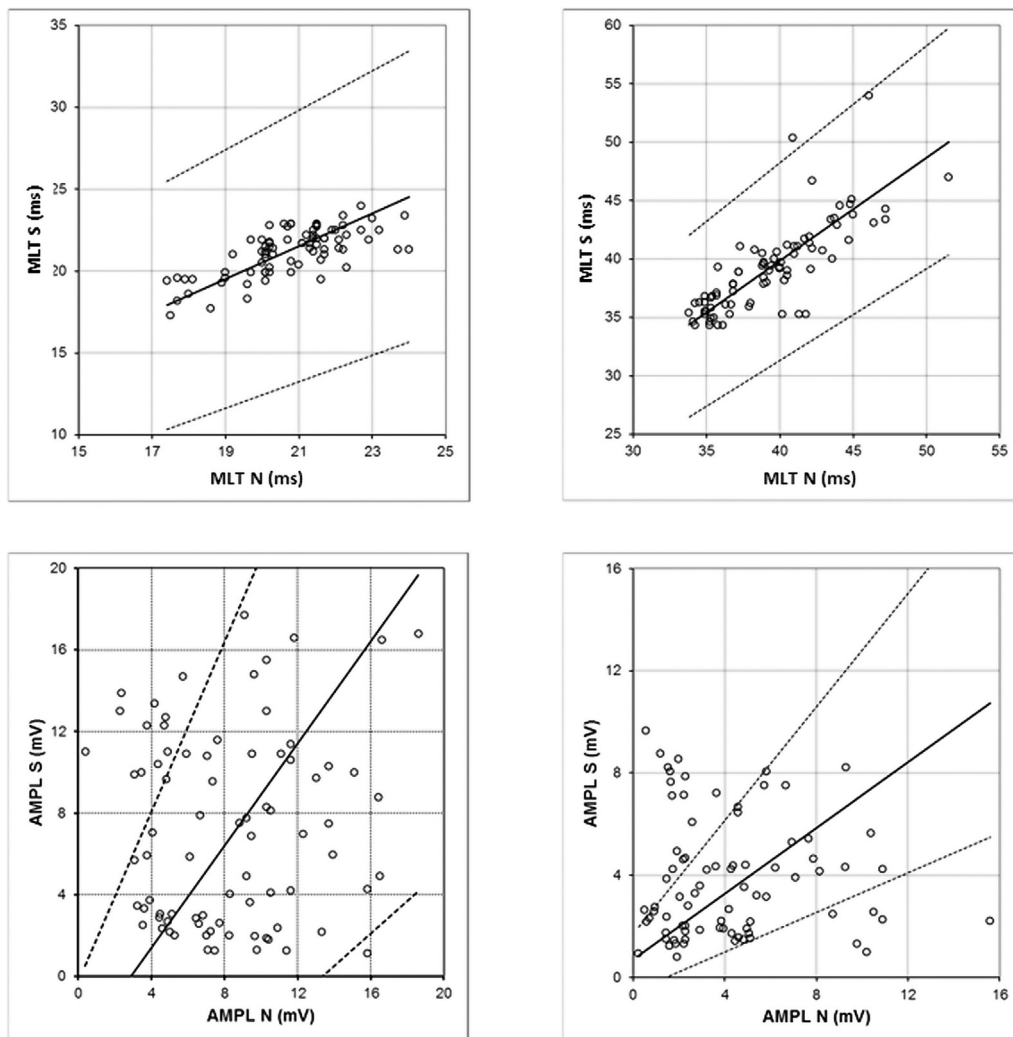 35
30
25
20
15
10
MLT S (ms)
15 17 19 21 23 25
MLT N (ms)
60
55
50
45
40
35
30
25
MLT S (ms)
30 35 40 45 50 55
MLT N (ms)
20
16
12
8
4
0
AMPL S (mV)
0 4 8 12 16 20
AMPL N (mV)
16
12
8
4
0
AMPL S (mV)
0 4 8 12 16
AMPL N (mV)